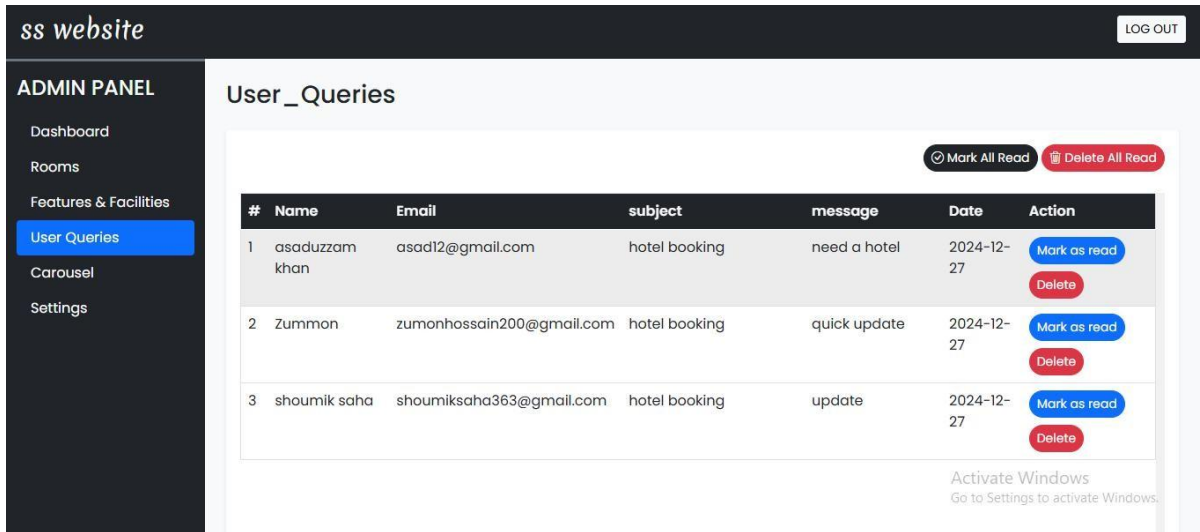 ss website
LOG OUT
ADMIN PANEL
Dashboard
Rooms
Features & Facilities
User Queries
Carousel
Settings
User_Queries
Mark All Read Delete All Read
# Name Email subject message Date Action
1 asaduzzam asad12@gmail.com hotel booking need a hotel 2024-12- Mark as read
khan 27
Delete
2 Zummon zumonhossain200@gmail.com hotel booking quick update 2024-12- Mark as read
27
Delete
3 shoumik saha shoumiksaha363@gmail.com hotel booking update 2024-12- Mark as read
27
Delete
Activate Windows
Go to Settings to activate Windows.